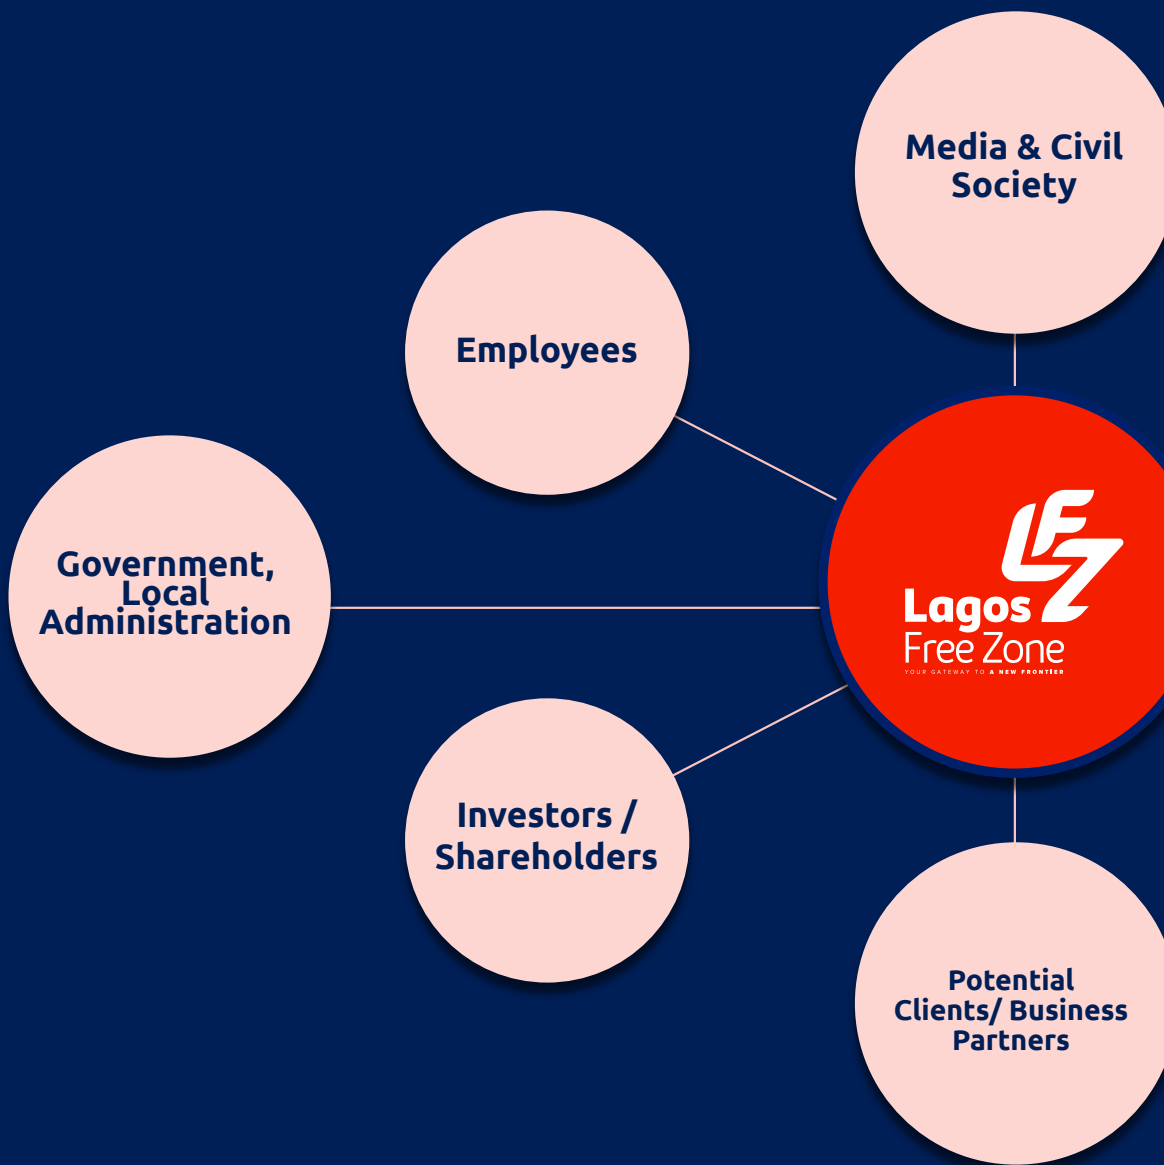 Media & Civil
Society
Employees
Government,
Local
Administration
LFZ
Lagos
Free Zone
YOUR GATEWAY TO A NEW FRONTIER
Investors /
Shareholders
Potential
Clients/ Business
Partners